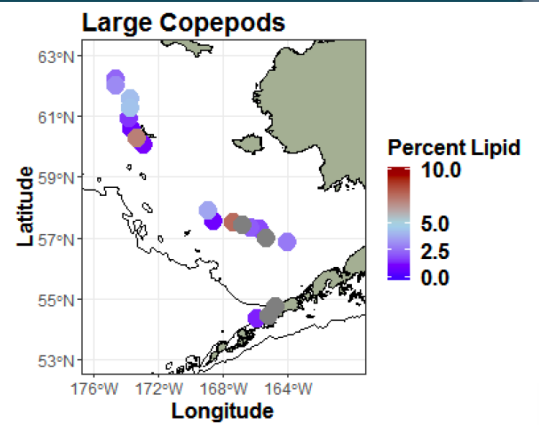 Large Copepods
63°N
61°N
59°N
57°N
55°N
53°N
Latitude
176°W 172°W 168°W 164°W
Longitude
Percent Lipid
10.0
5.0
2.5
0.0